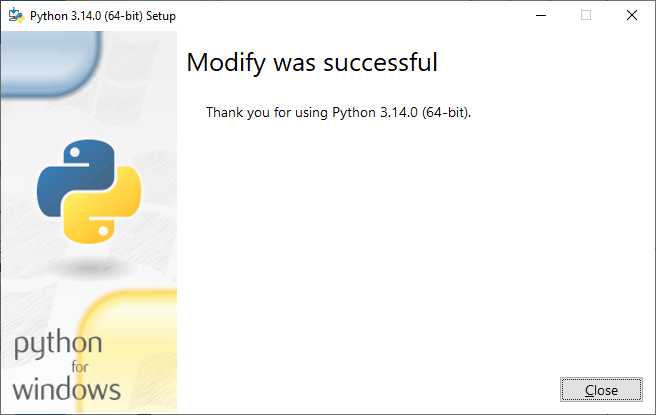 Python 3.14.0 (64-bit) Setup
Modify was successful
Thank you for using Python 3.14.0 (64-bit).
python
for
windows
Close